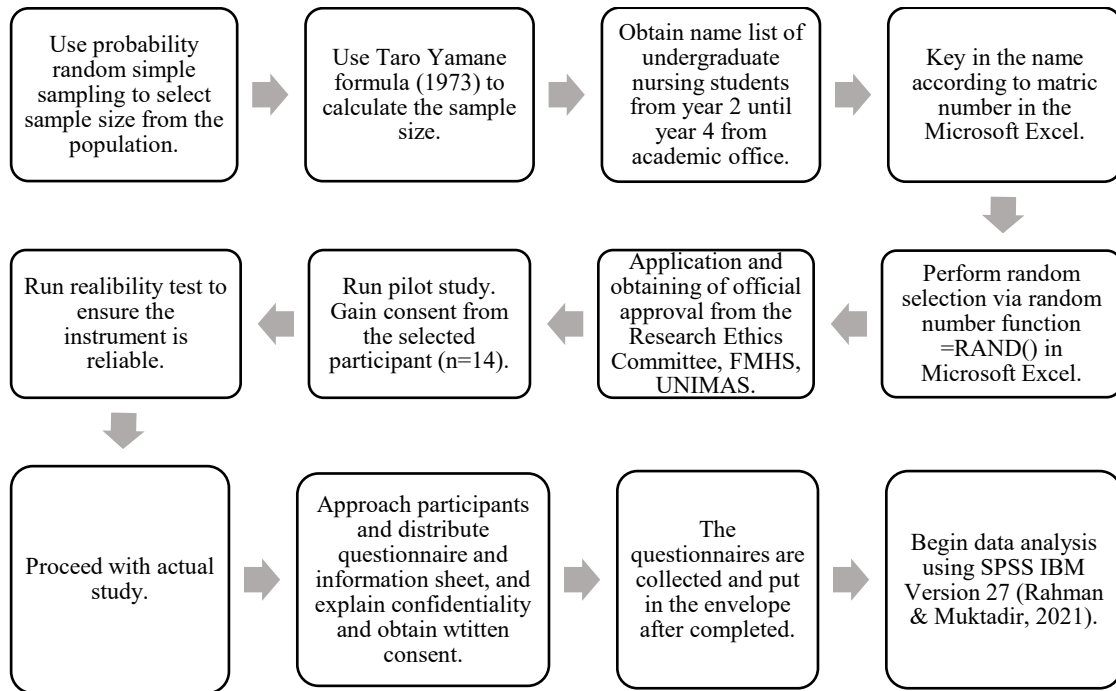 Use probability
random simple
sampling to select
sample size from the
population.
Use Taro Yamane
formula (1973) to
calculate the sample
size.
Obtain name list of
undergraduate
nursing students
from year 2 until
year 4 from
academic office.
Key in the name
according to matric
number in the
Microsoft Excel.
Perform random
selection via random
number function
=RAND() in
Microsoft Excel.
Application and
obtaining of official
approval from the
Research Ethics
Committee, FMHS,
UNIMAS.
Run pilot study.
Gain consent from
the selected
participant (n=14).
Run realibility test to
ensure the
instrument is
reliable.
Proceed with actual
study.
Approach participants
and distribute
questionnaire and
information sheet, and
explain confidentiality
and obtain wtitten
consent.
The
questionnaires are
collected and put
in the envelope
after completed.
Begin data analysis
using SPSS IBM
Version 27 (Rahman
& Muktadir, 2021).